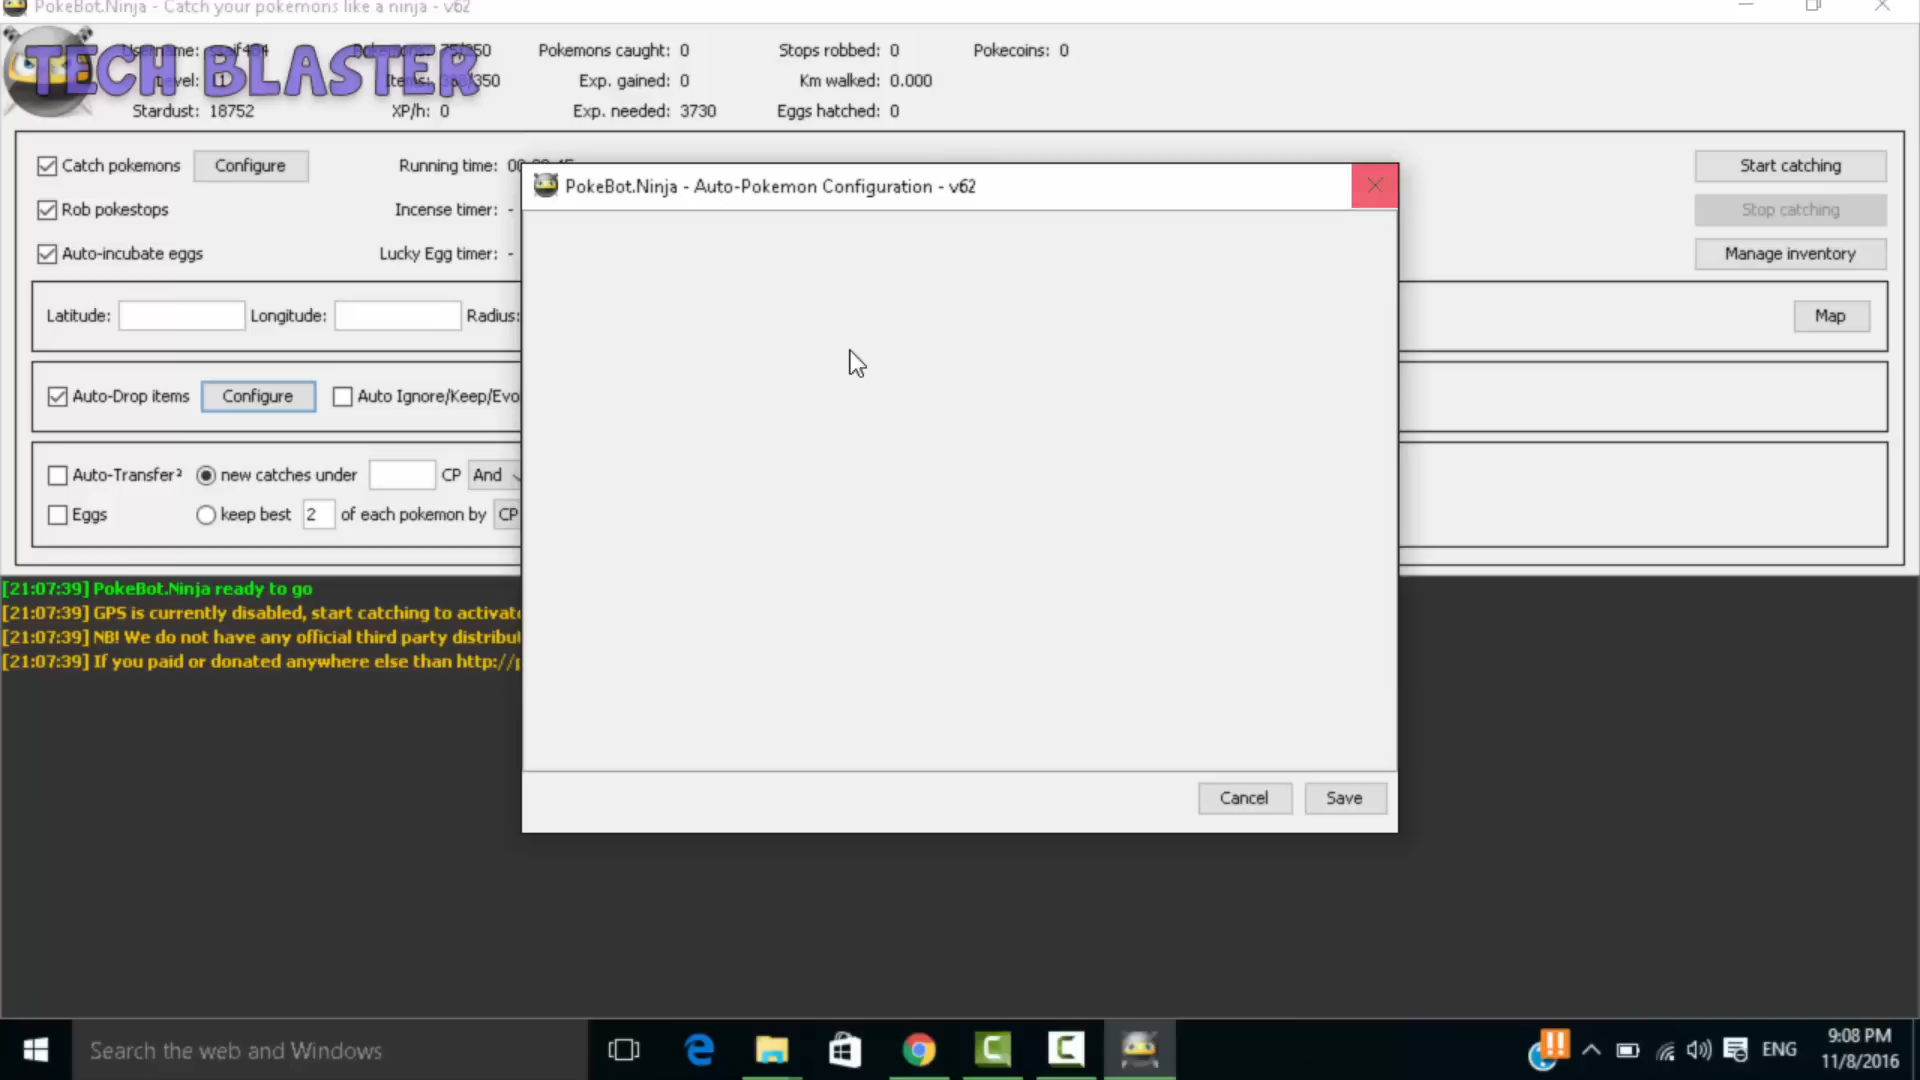 PokeBot.Ninja - Catch your pokemons like a ninja - v62
TECH BLASTER
Username:
Level: 11
Items: /350
Stardust: 18752
XP/h: 0
Pokemons caught: 0
Exp. gained: 0
Exp. needed: 3730
Stops robbed: 0
Km walked: 0.000
Eggs hatched: 0
Pokecoins: 0
Catch pokemons Configure Running time:
Rob pokestops Incense timer: -
Auto-incubate eggs Lucky Egg timer: -
Start catching
Stop catching
Manage inventory
Latitude: Longitude: Radius: Map
Auto-Drop items Configure Auto Ignore/Keep/Evo
Auto-Transfer² new catches under CP And
Eggs keep best 2 of each pokemon by CP
PokeBot.Ninja - Auto-Pokemon Configuration - v62
Cancel Save
[21:07:39] PokeBot.Ninja ready to go
[21:07:39] GPS is currently disabled, start catching to activate
[21:07:39] NB! We do not have any official third party distribu
[21:07:39] If you paid or donated anywhere else than http://
Search the web and Windows
ENG
9:08 PM
11/8/2016